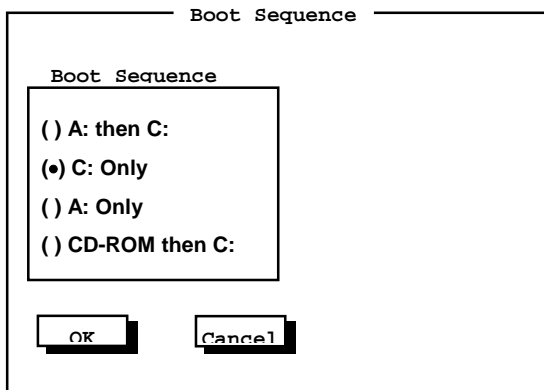 Boot Sequence
Boot Sequence
( ) A: then C:
(•) C: Only
( ) A: Only
( ) CD-ROM then C:
OK Cancel